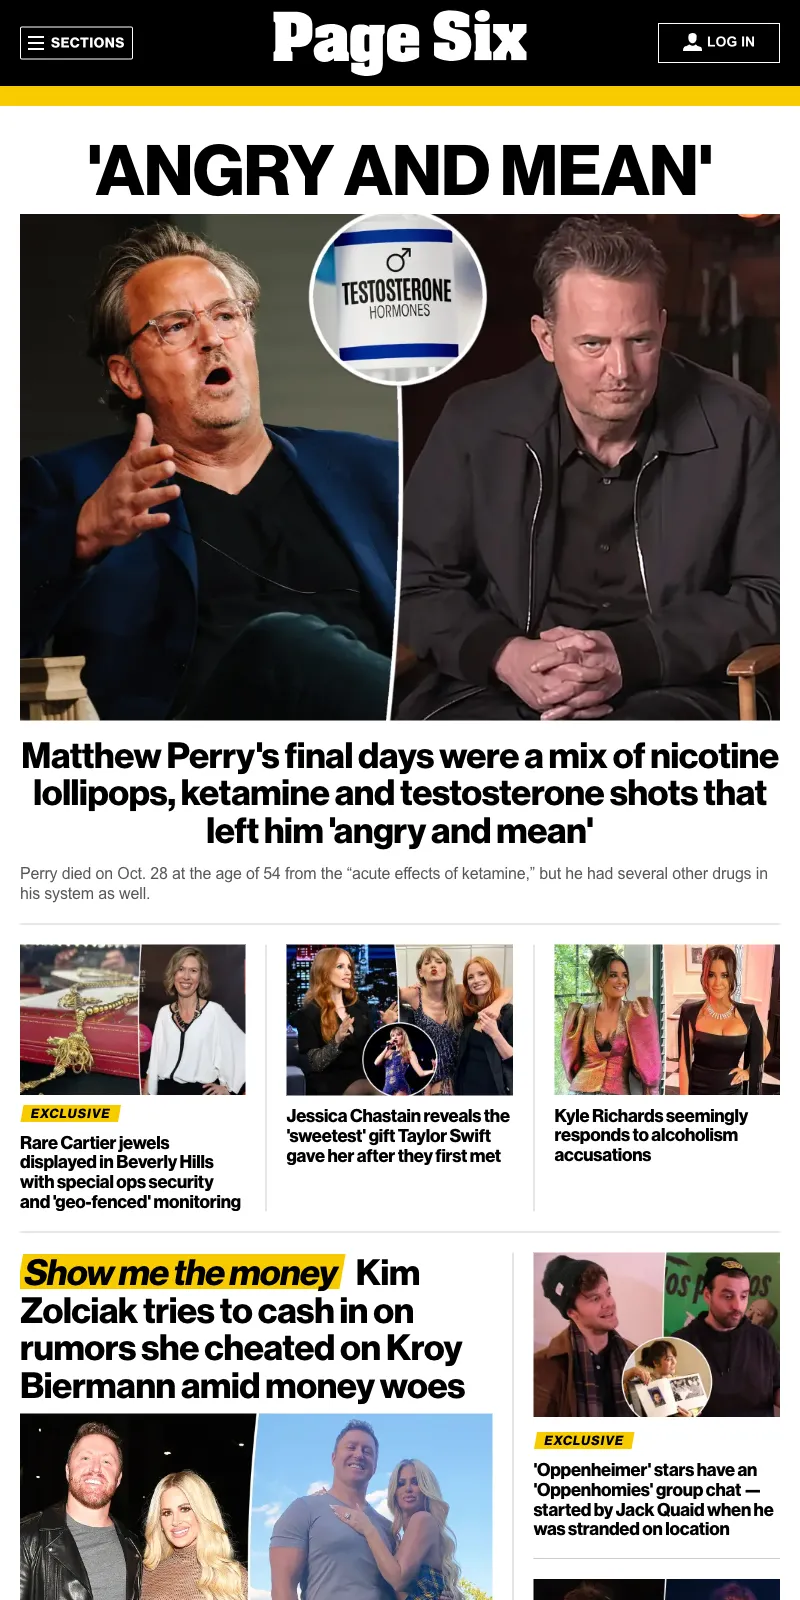 SECTIONS
Page Six
LOG IN
'ANGRY AND MEAN'
TESTOSTERONE
HORMONES
Matthew Perry's final days were a mix of nicotine
lollipops, ketamine and testosterone shots that
left him 'angry and mean'
Perry died on Oct. 28 at the age of 54 from the “acute effects of ketamine,” but he had several other drugs in
his system as well.
EXCLUSIVE
Rare Cartier jewels
displayed in Beverly Hills
with special ops security
and 'geo-fenced' monitoring
Jessica Chastain reveals the
'sweetest' gift Taylor Swift
gave her after they first met
Kyle Richards seemingly
responds to alcoholism
accusations
Show me the money Kim
Zolciak tries to cash in on
rumors she cheated on Kroy
Biermann amid money woes
EXCLUSIVE
'Oppenheimer' stars have an
'Oppenhomies' group chat —
started by Jack Quaid when he
was stranded on location